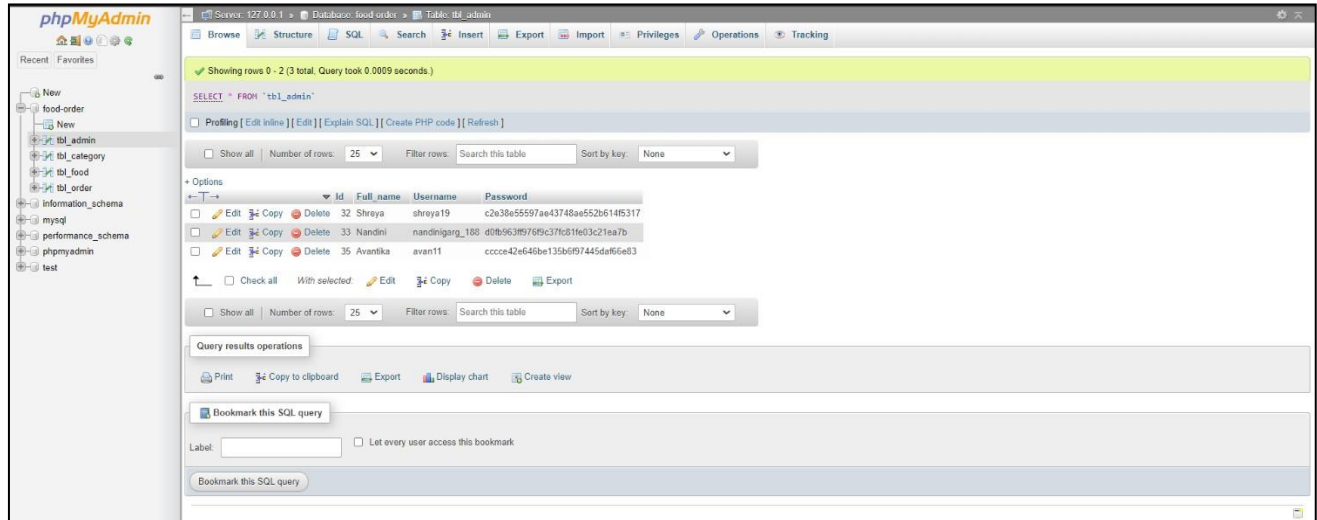 phpMyAdmin
Recent Favorites
New
food-order
New
tbl_admin
tbl_category
tbl_food
tbl_order
information_schema
mysql
performance_schema
phpmyadmin
test
Server: 127.0.0.1 » Database: food-order » Table: tbl_admin
Browse Structure SQL Search Insert Export Import Privileges Operations Tracking
Showing rows 0 - 2 (3 total, Query took 0.0009 seconds.)
SELECT * FROM `tbl_admin`
Profiling [ Edit inline ] [ Edit ] [ Explain SQL ] [ Create PHP code ] [ Refresh ]
Show all | Number of rows: 25 Filter rows: Search this table Sort by key: None
+ Options
←T→ Id Full_name Username Password
Edit Copy Delete 32 Shreya shreya19 c2e38e55597ae43748ae552b614f5317
Edit Copy Delete 33 Nandini nandinigarg_188 d0fb963ff976f9c37fc81fe03c21ea7b
Edit Copy Delete 35 Avantika avan11 cccce42e646be135b6f97445daf66e83
Check all With selected: Edit Copy Delete Export
Show all | Number of rows: 25 Filter rows: Search this table Sort by key: None
Query results operations
Print Copy to clipboard Export Display chart Create view
Bookmark this SQL query
Label: Let every user access this bookmark
Bookmark this SQL query